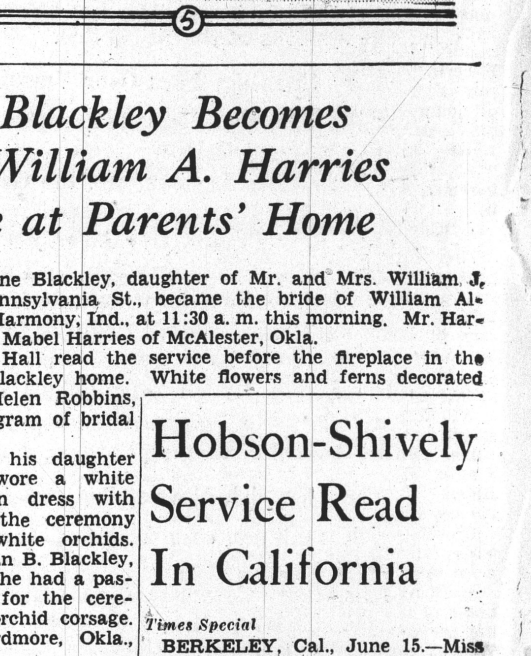 5
Blackley Becomes
William A. Harries
at Parents' Home
ne Blackley, daughter of Mr. and Mrs. William J.
nnsylvania St., became the bride of William Al-
Harmony, Ind., at 11:30 a. m. this morning. Mr. Har-
Mabel Harries of McAlester, Okla.
Hall read the service before the fireplace in the
lackley home. White flowers and ferns decorated
Helen Robbins,
gram of bridal
his daughter
wore a white
n dress with
the ceremony
white orchids.
n B. Blackley,
he had a pas-
for the cere-
rchid corsage.
rdmore, Okla.,
Hobson-Shively
Service Read
In California
Times Special
BERKELEY, Cal., June 15.—Miss